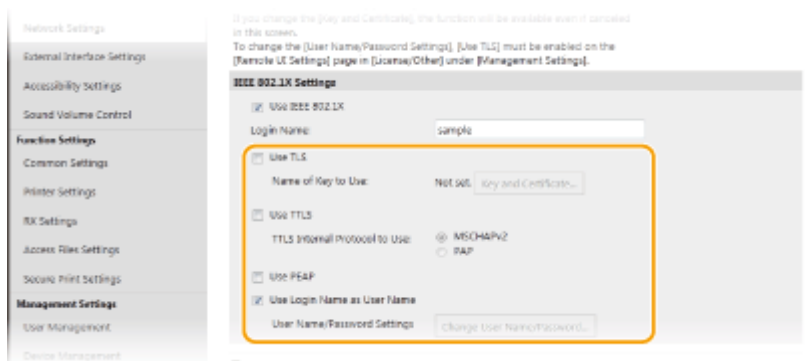 Network Settings
External Interface Settings
Accessibility Settings
Sound Volume Control
Function Settings
Common Settings
Printer Settings
RX Settings
Access Files Settings
Secure Print Settings
Management Settings
User Management
Device Management
If you change the [Key and Certificate], the function will be available even if canceled
in this screen.
To change the [User Name/Password Settings], [Use TLS] must be enabled on the
[Remote UI Settings] page in [License/Other] under [Management Settings].
IEEE 802.1X Settings
Use IEEE 802.1X
Login Name: sample
Use TLS
Name of Key to Use: Not set. Key and Certificate...
Use TTLS
TTLS Internal Protocol to Use: MSCHAPv2
PAP
Use PEAP
Use Login Name as User Name
User Name/Password Settings Change User Name/Password...